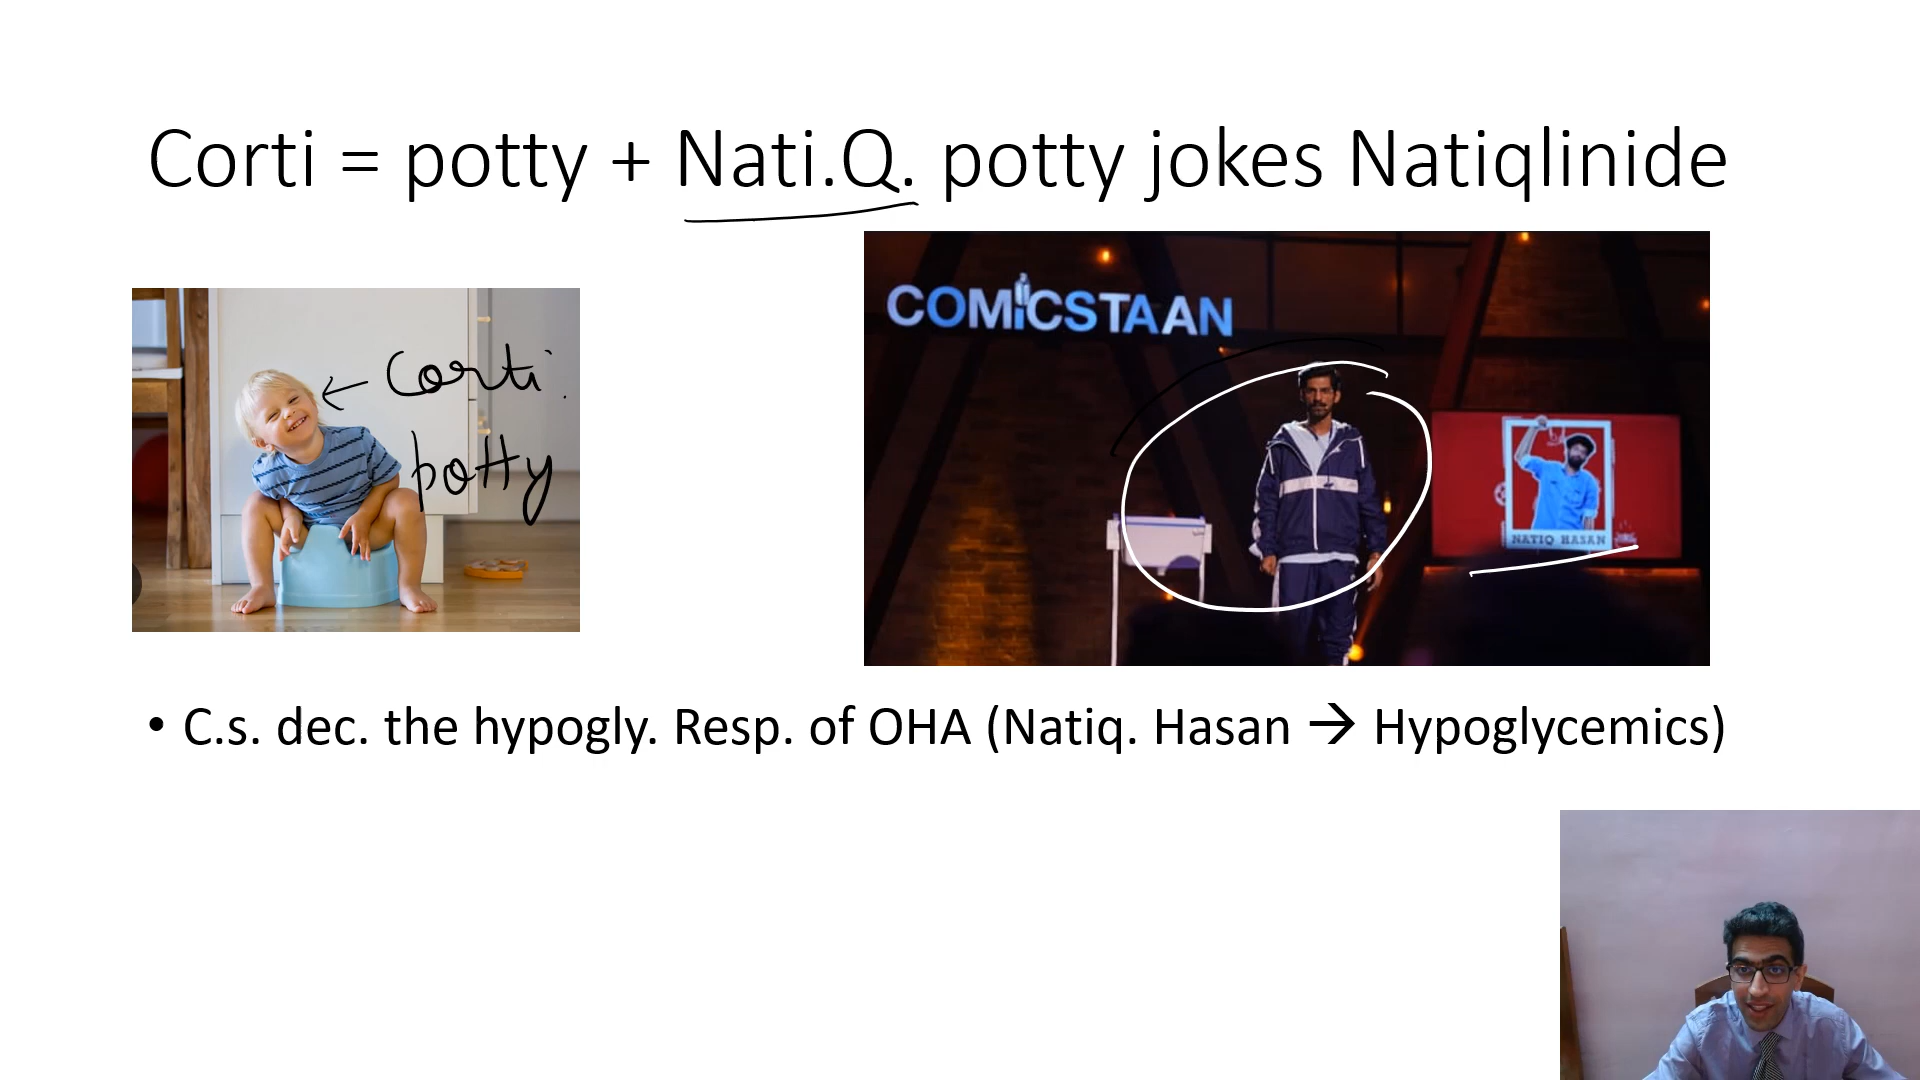 Corti = potty + Nati.Q. potty jokes Natiqlinide
COMICSTAAN
← Corti.
potty
NATIQ HASAN
• C.s. dec. the hypogly. Resp. of OHA (Natiq. Hasan → Hypoglycemics)